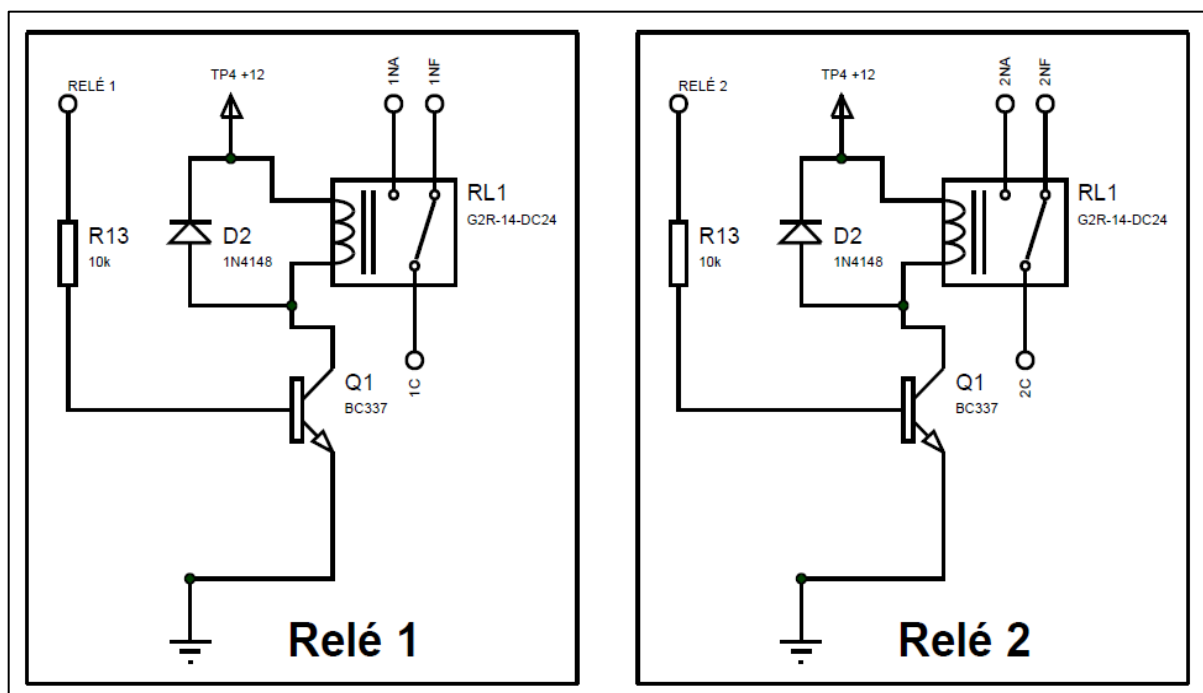 RELÉ 1
TP4 +12
1NA
1NF
R13
10k
D2
1N4148
RL1
G2R-14-DC24
1C
Q1
BC337
Relé 1
RELÉ 2
TP4 +12
2NA
2NF
R13
10k
D2
1N4148
RL1
G2R-14-DC24
2C
Q1
BC337
Relé 2